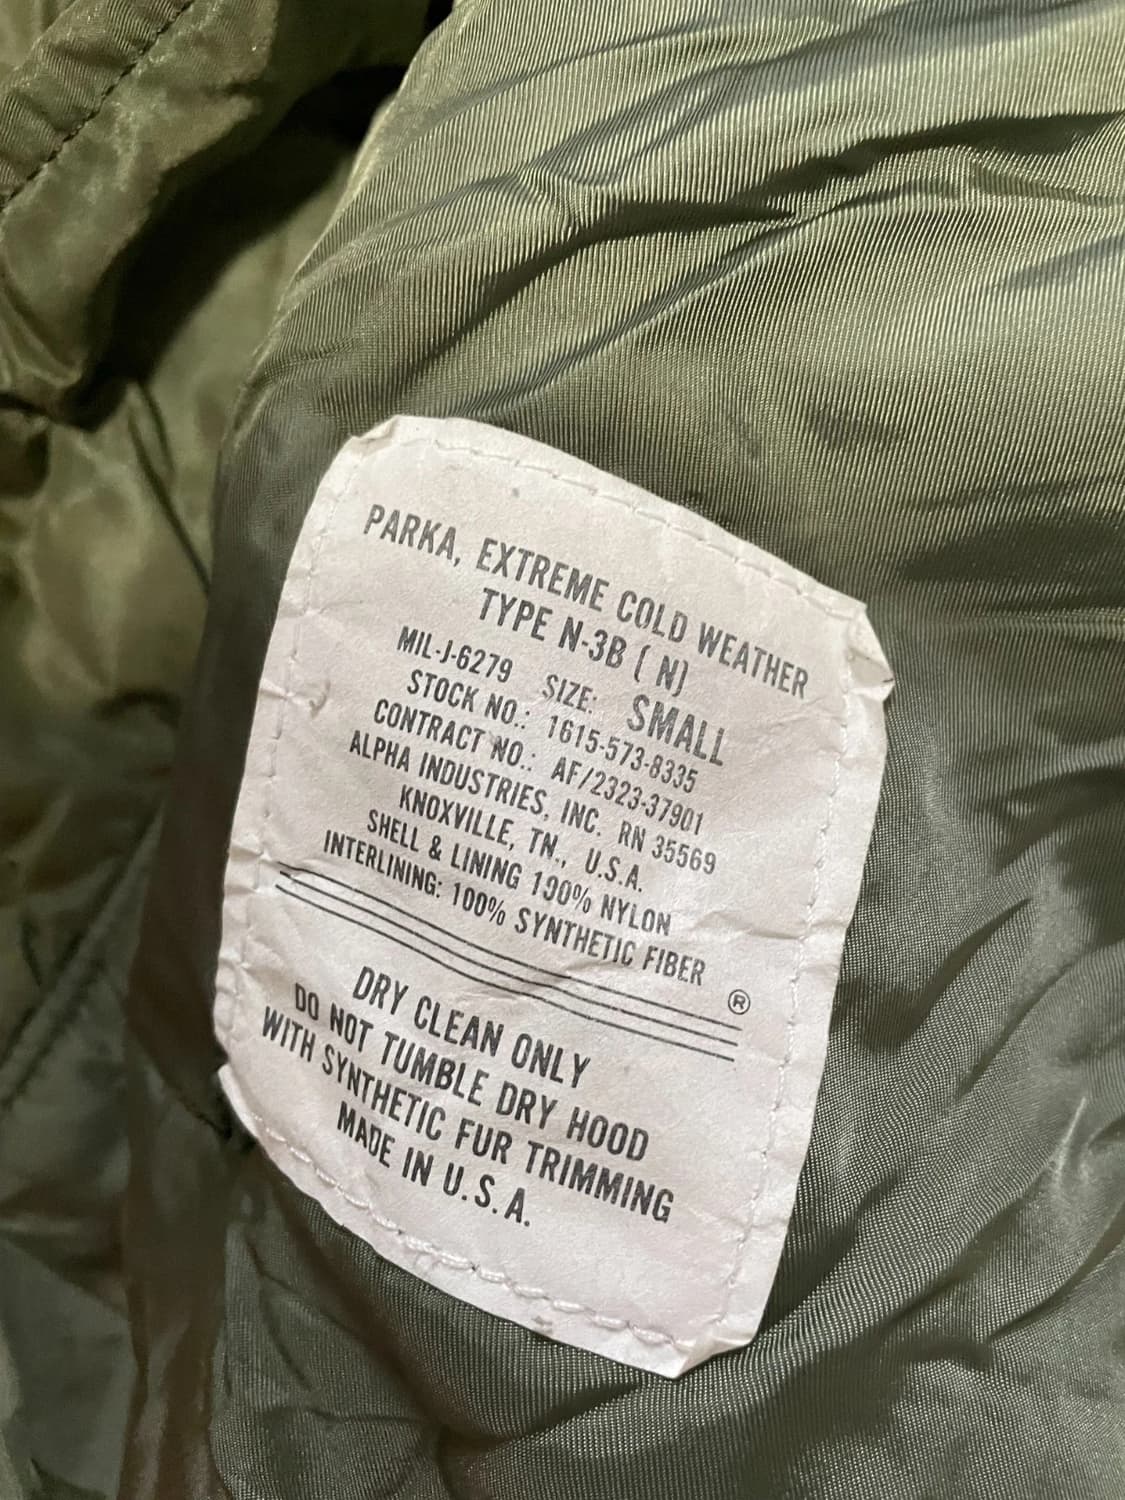 PARKA, EXTREME COLD WEATHER
TYPE N-3B ( N)
MIL-J-6279 SIZE: SMALL
STOCK NO.: 1615-573-8335
CONTRACT NO.: AF/2323-37901
ALPHA INDUSTRIES, INC. RN 35569
KNOXVILLE, TN., U.S.A.
SHELL & LINING 100% NYLON
INTERLINING: 100% SYNTHETIC FIBER
®
DRY CLEAN ONLY
DO NOT TUMBLE DRY HOOD
WITH SYNTHETIC FUR TRIMMING
MADE IN U.S.A.